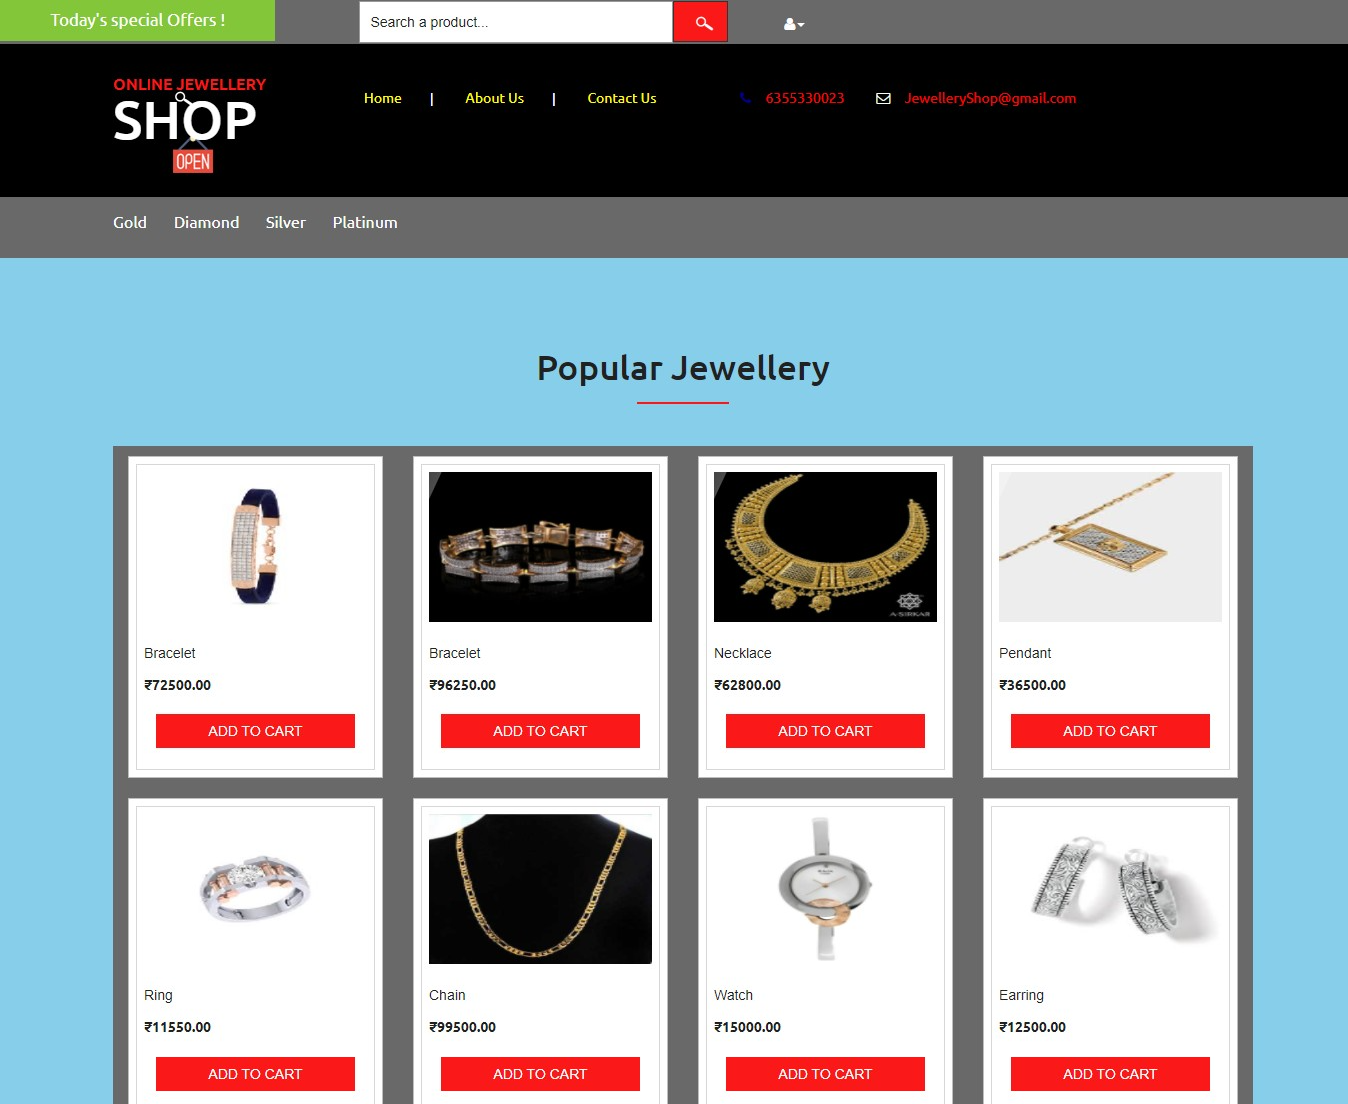 Today's special Offers !
Search a product...
ONLINE JEWELLERY
SHOP
OPEN
Home | About Us | Contact Us
6355330023
JewelleryShop@gmail.com
Gold Diamond Silver Platinum
Popular Jewellery
A·SIRKAR
Bracelet
₹72500.00
ADD TO CART
Bracelet
₹96250.00
ADD TO CART
Necklace
₹62800.00
ADD TO CART
Pendant
₹36500.00
ADD TO CART
Ring
₹11550.00
ADD TO CART
Chain
₹99500.00
ADD TO CART
Watch
₹15000.00
ADD TO CART
Earring
₹12500.00
ADD TO CART